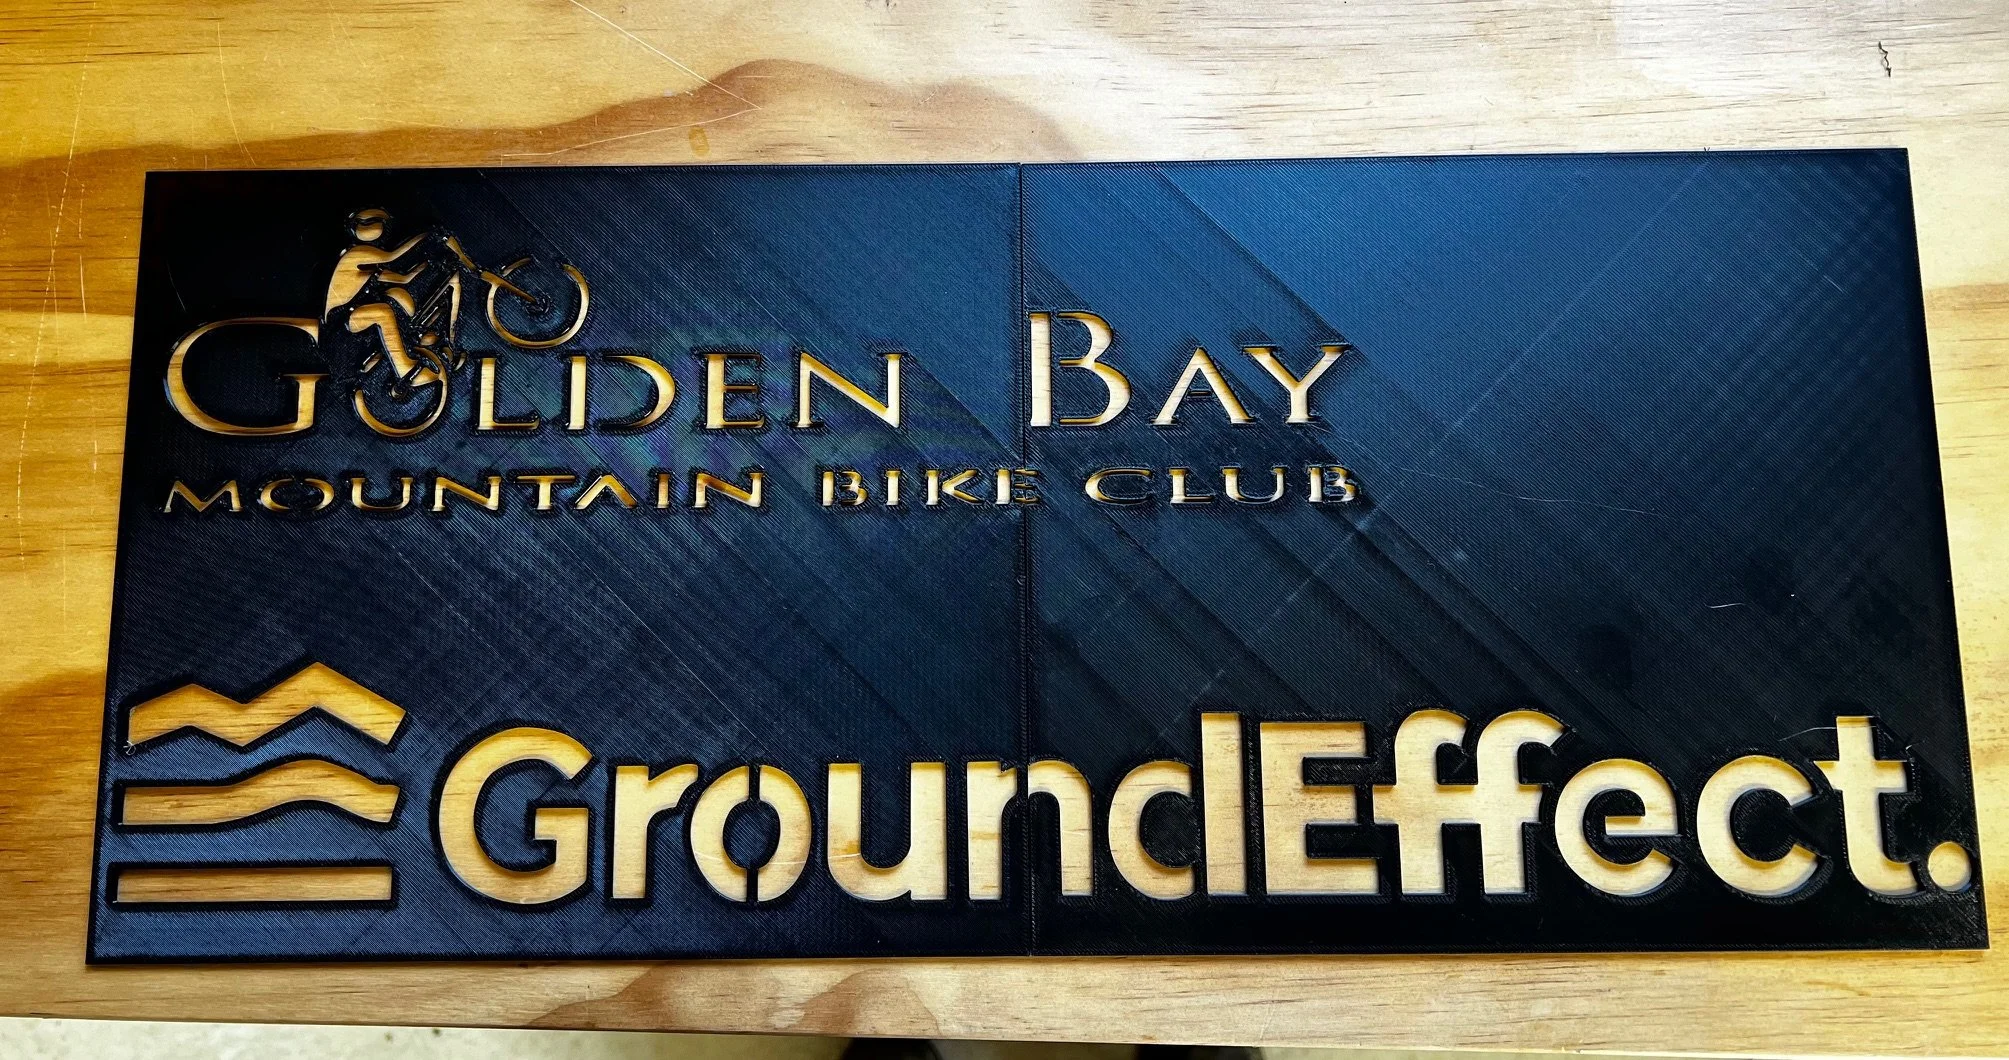 GOLDEN BAY
MOUNTAIN BIKE CLUB
GroundEffect.